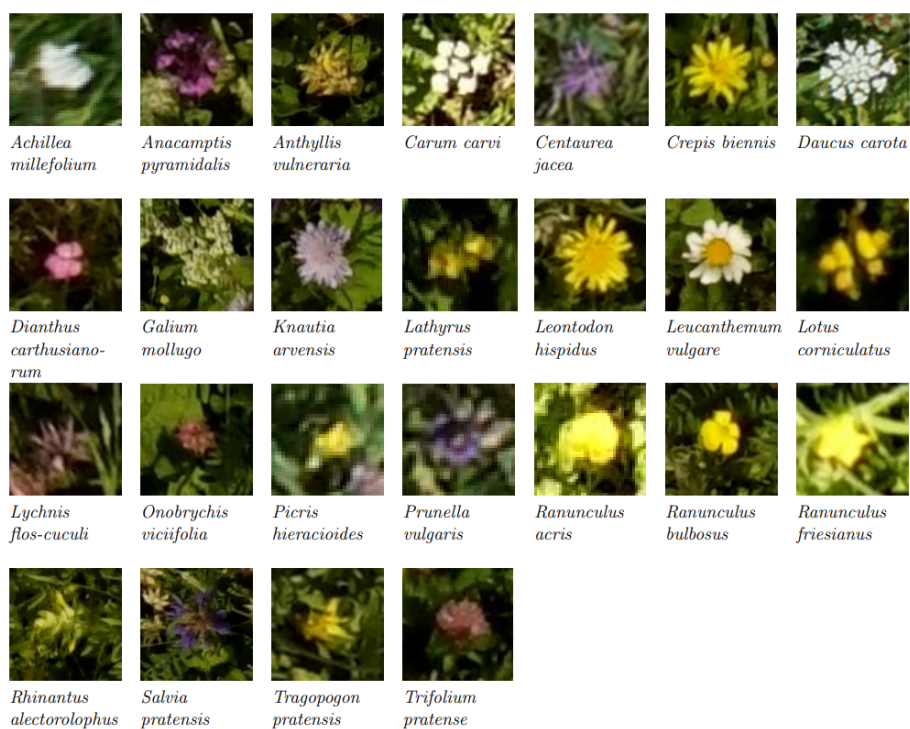 Achillea
millefolium
Anacamptis
pyramidalis
Anthyllis
vulneraria
Carum carvi
Centaurea
jacea
Crepis biennis
Daucus carota
Dianthus
carthusiano-
rum
Galium
mollugo
Knautia
arvensis
Lathyrus
pratensis
Leontodon
hispidus
Leucanthemum
vulgare
Lotus
corniculatus
Lychnis
flos-cuculi
Onobrychis
viciifolia
Picris
hieracioides
Prunella
vulgaris
Ranunculus
acris
Ranunculus
bulbosus
Ranunculus
friesianus
Rhinantus
alectorolophus
Salvia
pratensis
Tragopogon
pratensis
Trifolium
pratense